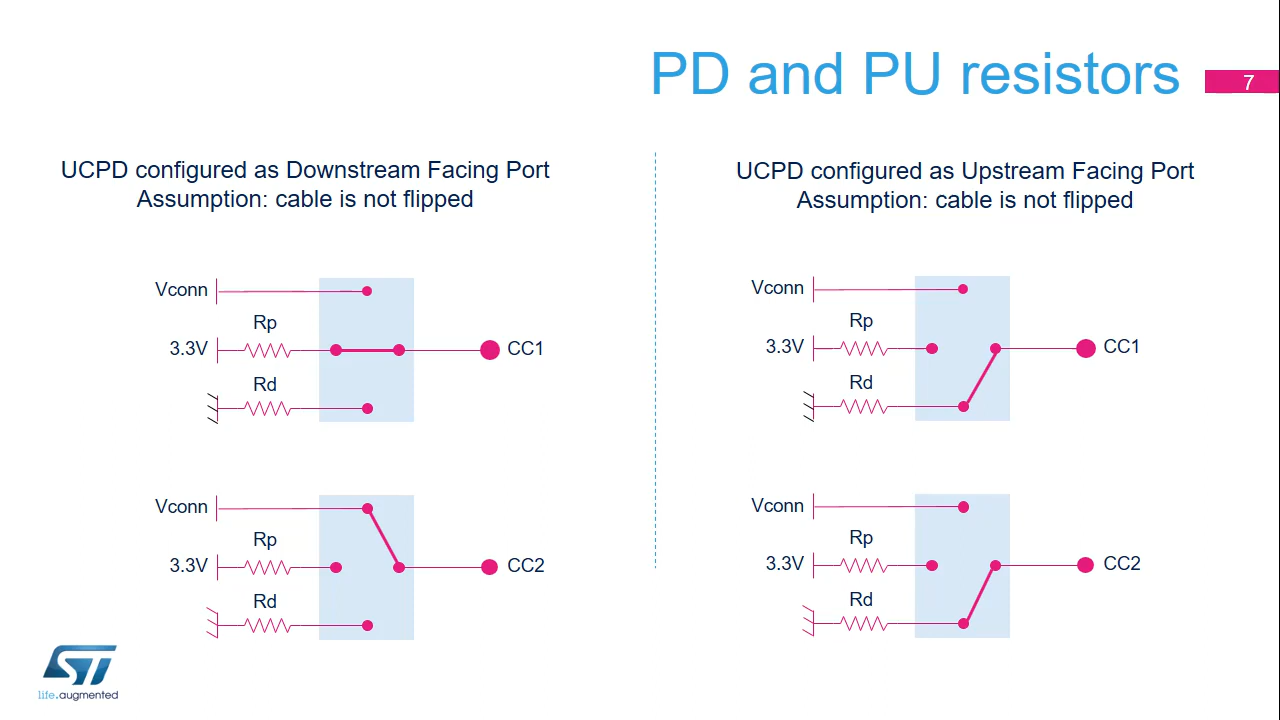 PD and PU resistors
7
UCPD configured as Downstream Facing Port
Assumption: cable is not flipped
Vconn
Rp
3.3V
CC1
Rd
Vconn
Rp
3.3V
CC2
Rd
UCPD configured as Upstream Facing Port
Assumption: cable is not flipped
Vconn
Rp
3.3V
CC1
Rd
Vconn
Rp
3.3V
CC2
Rd
ST
life.augmented